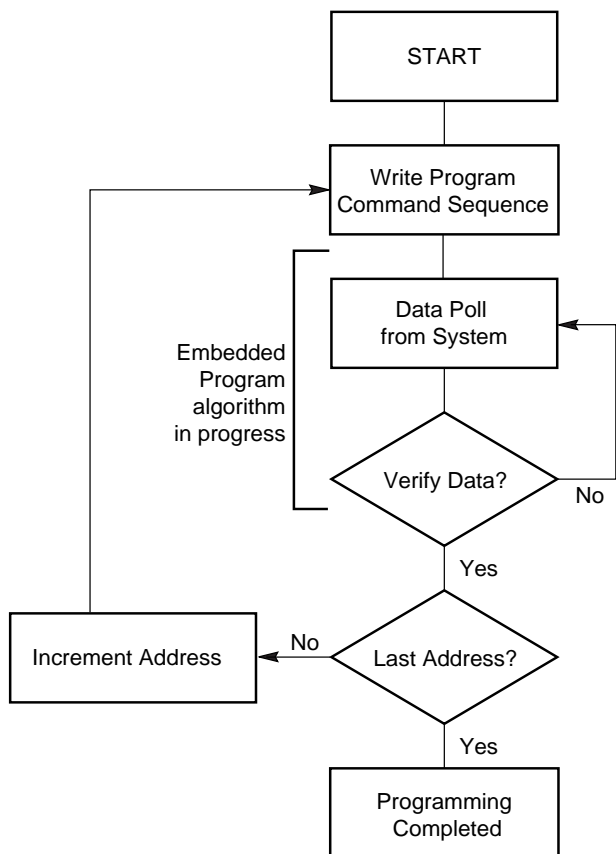 START
Write Program
Command Sequence
Data Poll
from System
Embedded
Program
algorithm
in progress
Verify Data?
No
Yes
Increment Address
No
Last Address?
Yes
Programming
Completed